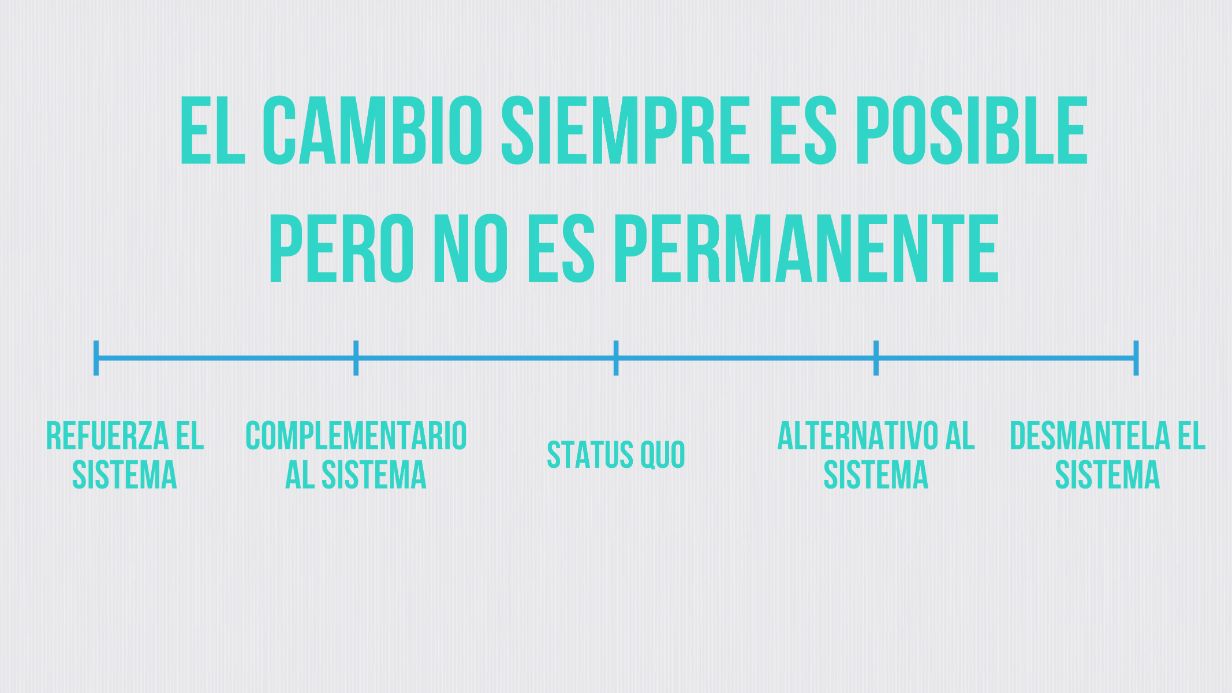 EL CAMBIO SIEMPRE ES POSIBLE
PERO NO ES PERMANENTE
REFUERZA EL
SISTEMA
COMPLEMENTARIO
AL SISTEMA
STATUS QUO
ALTERNATIVO AL
SISTEMA
DESMANTELA EL
SISTEMA